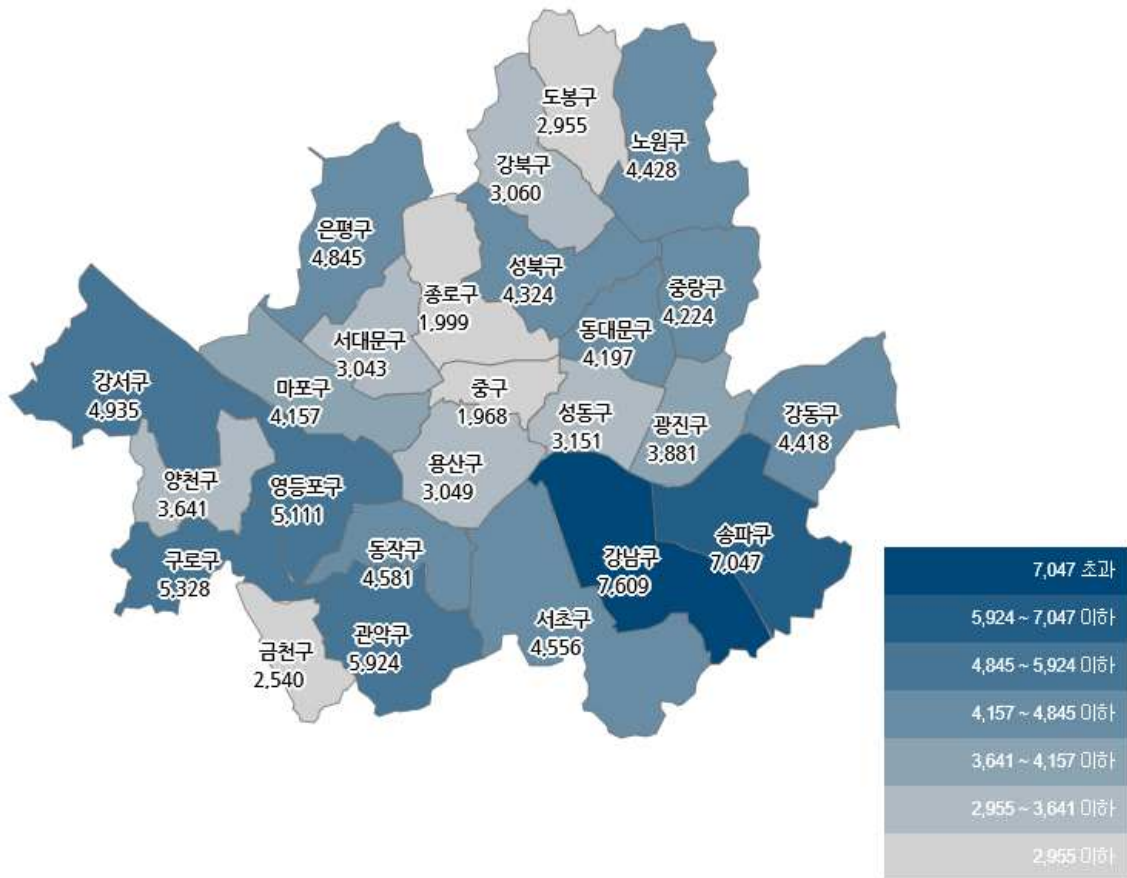 도봉구
2,955
노원구
4,428
강북구
3,060
은평구
4,845
성북구
4,324
중랑구
4,224
종로구
1,999
동대문구
4,197
서대문구
3,043
강서구
4,935
마포구
4,157
중구
1,968
성동구
3,151
광진구
3,881
강동구
4,418
양천구
3,641
영등포구
5,111
용산구
3,049
구로구
5,328
동작구
4,581
강남구
7,609
송파구
7,047
금천구
2,540
관악구
5,924
서초구
4,556
7,047 초과
5,924 ~ 7,047 이하
4,845 ~ 5,924 이하
4,157 ~ 4,845 이하
3,641 ~ 4,157 이하
2,955 ~ 3,641 이하
2,955 이하